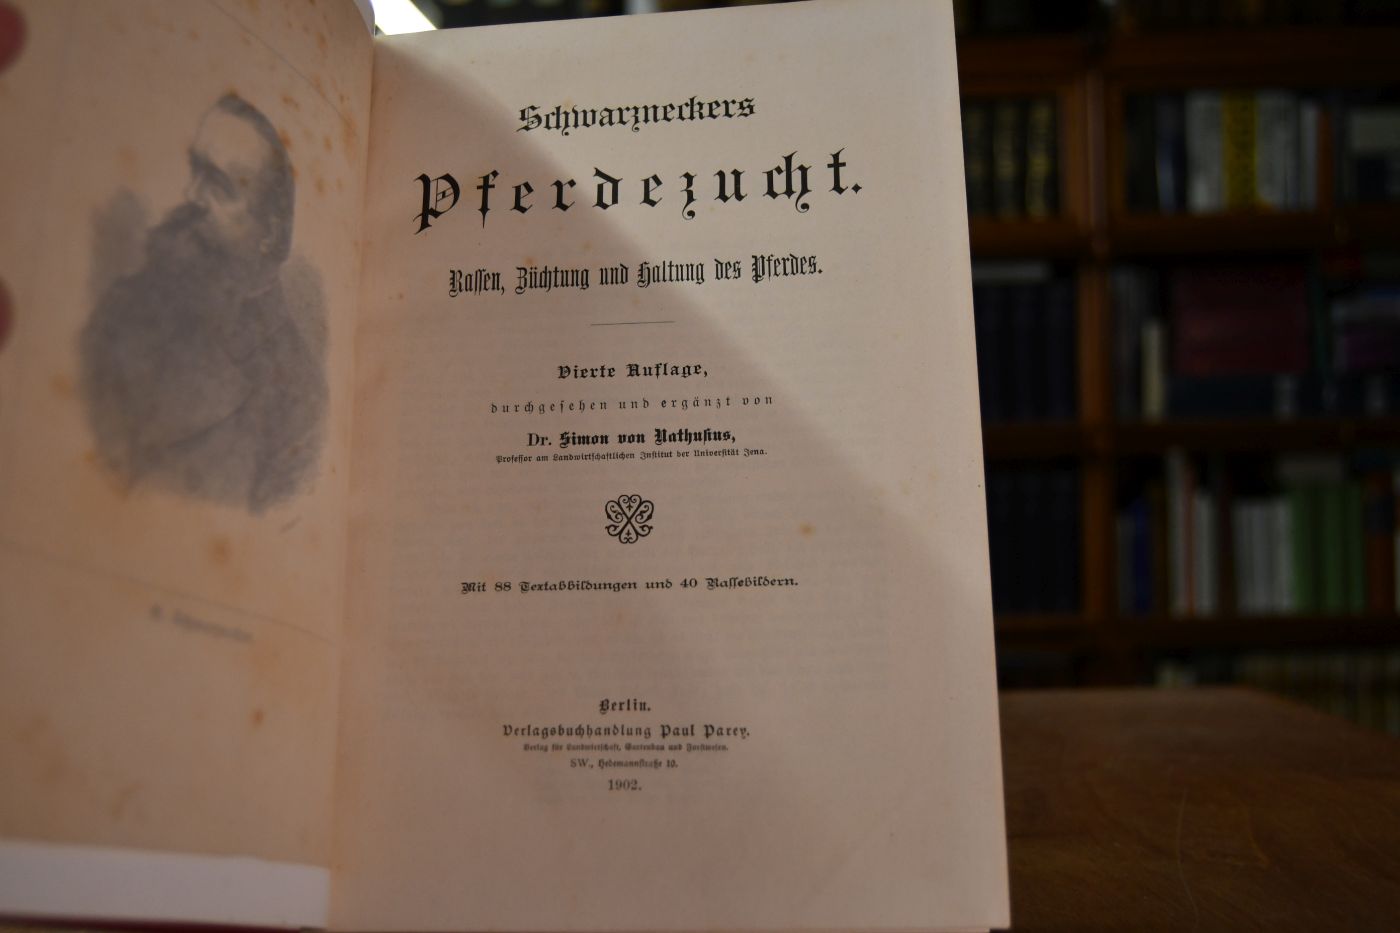 Schwarzneckers
Pferdezucht.
Rassen, Züchtung und Haltung des Pferdes.
Vierte Auflage,
durchgesehen und ergänzt von
Dr. Simon von Nathusius,
Professor am Landwirtschaftlichen Institut der Universität Jena.
Mit 88 Textabbildungen und 40 Rassebildern.
Berlin.
Verlagsbuchhandlung Paul Parey.
Verlag für Landwirtschaft, Gartenbau und Forstwesen.
SW., Hedemannstraße 10.
1902.